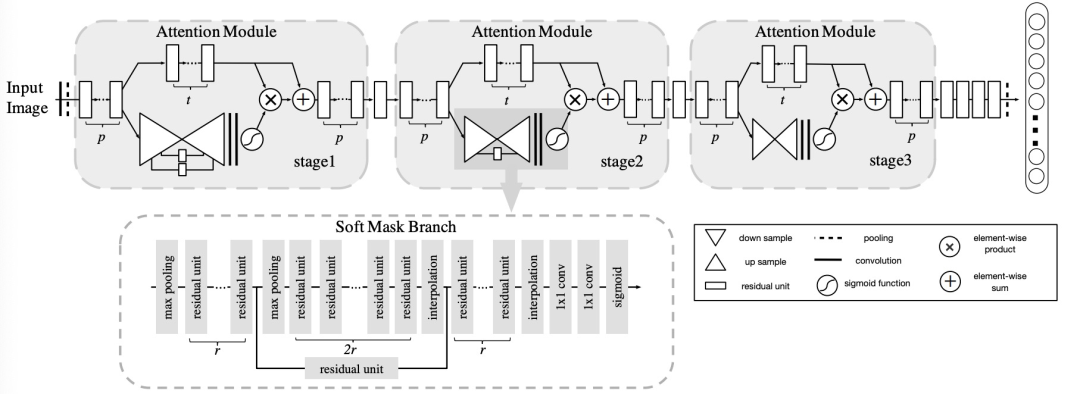 Attention Module
Attention Module
Attention Module
Input
Image
t
t
t
p
p
p
p
p
p
stage1
stage2
stage3
Soft Mask Branch
max pooling
residual unit
residual unit
max pooling
residual unit
residual unit
residual unit
residual unit
interpolation
residual unit
residual unit
interpolation
1x1 conv
1x1 conv
sigmoid
r
2r
r
residual unit
down sample
pooling
element-wise
product
up sample
convolution
residual unit
sigmoid function
element-wise
sum